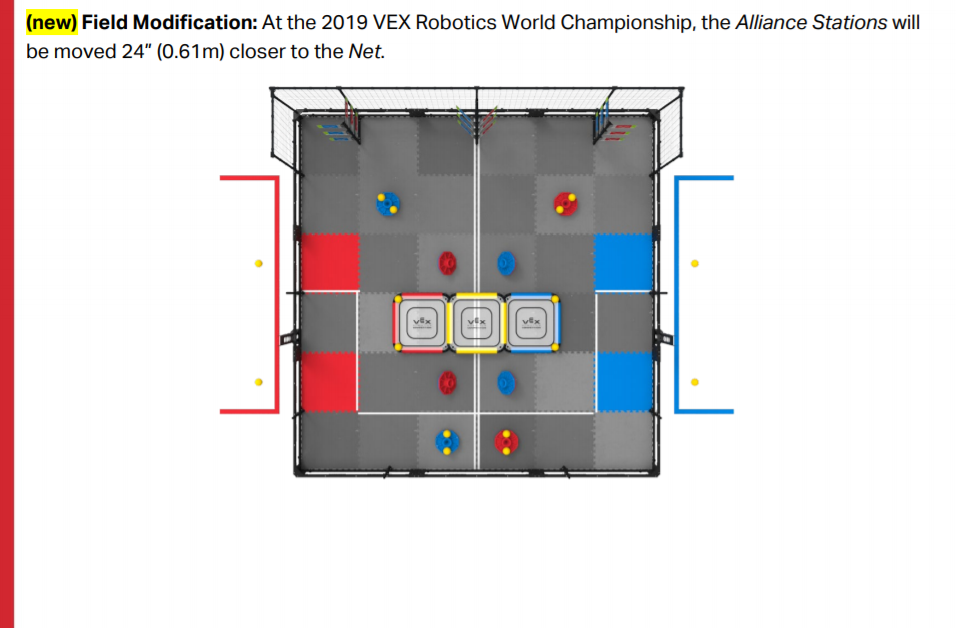 (new) Field Modification: At the 2019 VEX Robotics World Championship, the Alliance Stations will
be moved 24" (0.61m) closer to the Net.
VEX VEX VEX